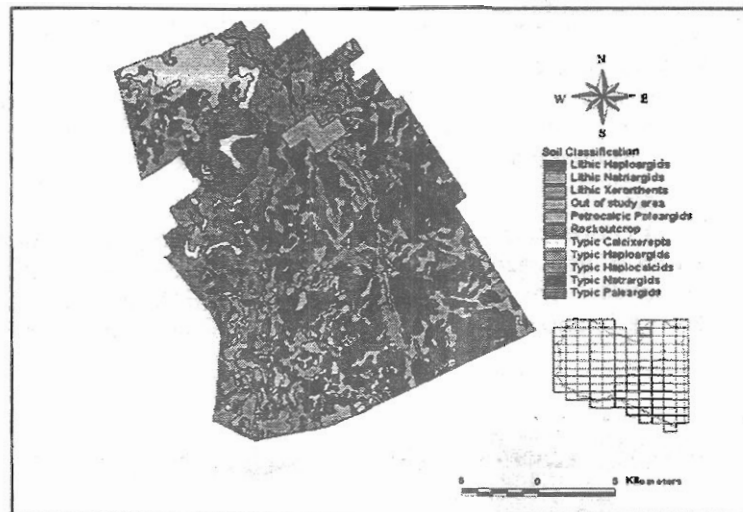 N
W E
S
Soil Classification
Lithic Haploargids
Lithic Natriargids
Lithic Xerorthents
Out of study area
Petrocalcic Paleargids
Rockoutcrop
Typic Calcixerepts
Typic Haploargids
Typic Haplocalcids
Typic Natrargids
Typic Paleargids
5 0 5 Kilometers